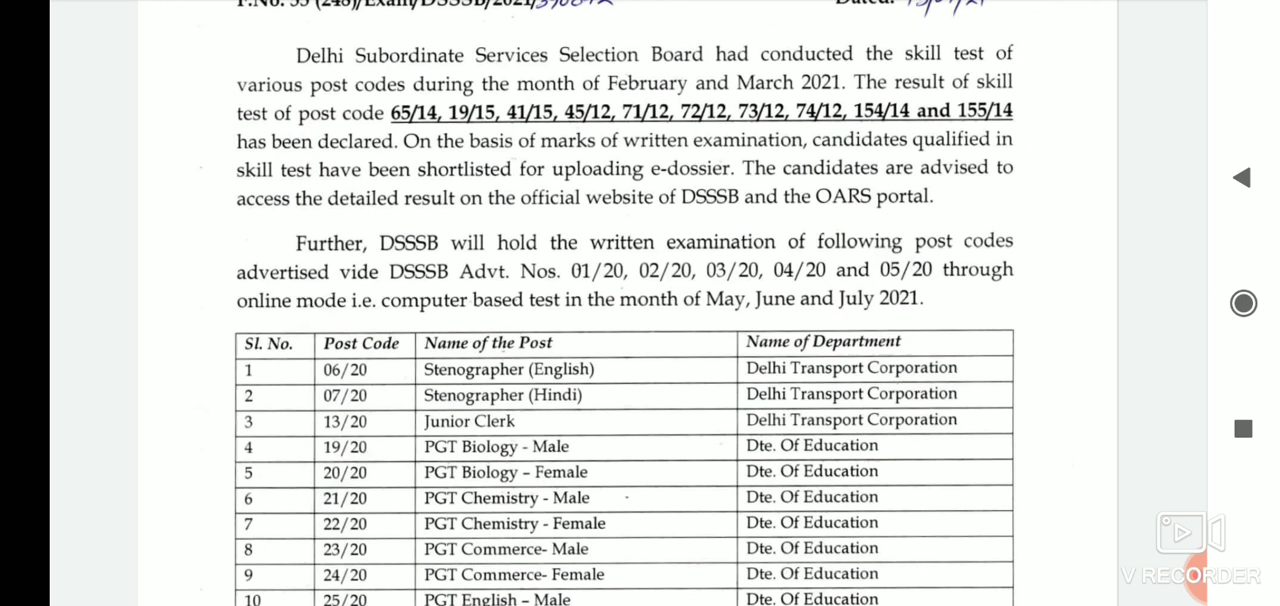 Delhi Subordinate Services Selection Board had conducted the skill test of
various post codes during the month of February and March 2021. The result of skill
test of post code 65/14, 19/15, 41/15, 45/12, 71/12, 72/12, 73/12, 74/12, 154/14 and 155/14
has been declared. On the basis of marks of written examination, candidates qualified in
skill test have been shortlisted for uploading e-dossier. The candidates are advised to
access the detailed result on the official website of DSSSB and the OARS portal.
Further, DSSSB will hold the written examination of following post codes
advertised vide DSSSB Advt. Nos. 01/20, 02/20, 03/20, 04/20 and 05/20 through
online mode i.e. computer based test in the month of May, June and July 2021.
Sl. No. Post Code Name of the Post Name of Department
1 06/20 Stenographer (English) Delhi Transport Corporation
2 07/20 Stenographer (Hindi) Delhi Transport Corporation
3 13/20 Junior Clerk Delhi Transport Corporation
4 19/20 PGT Biology - Male Dte. Of Education
5 20/20 PGT Biology – Female Dte. Of Education
6 21/20 PGT Chemistry - Male Dte. Of Education
7 22/20 PGT Chemistry - Female Dte. Of Education
8 23/20 PGT Commerce- Male Dte. Of Education
9 24/20 PGT Commerce- Female Dte. Of Education
10 25/20 PGT English – Male Dte. Of Education
V RECORDER